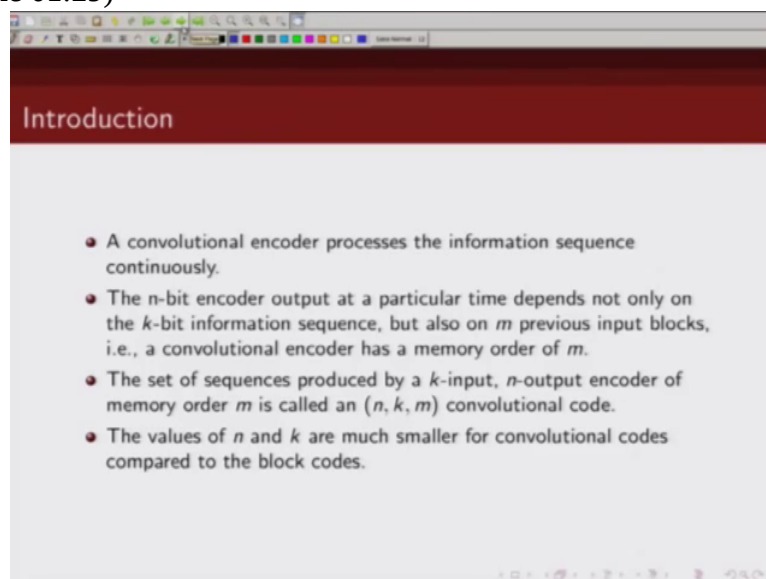 Introduction
A convolutional encoder processes the information sequence
continuously.
The n-bit encoder output at a particular time depends not only on
the k-bit information sequence, but also on m previous input blocks,
i.e., a convolutional encoder has a memory order of m.
The set of sequences produced by a k-input, n-output encoder of
memory order m is called an (n, k, m) convolutional code.
The values of n and k are much smaller for convolutional codes
compared to the block codes.